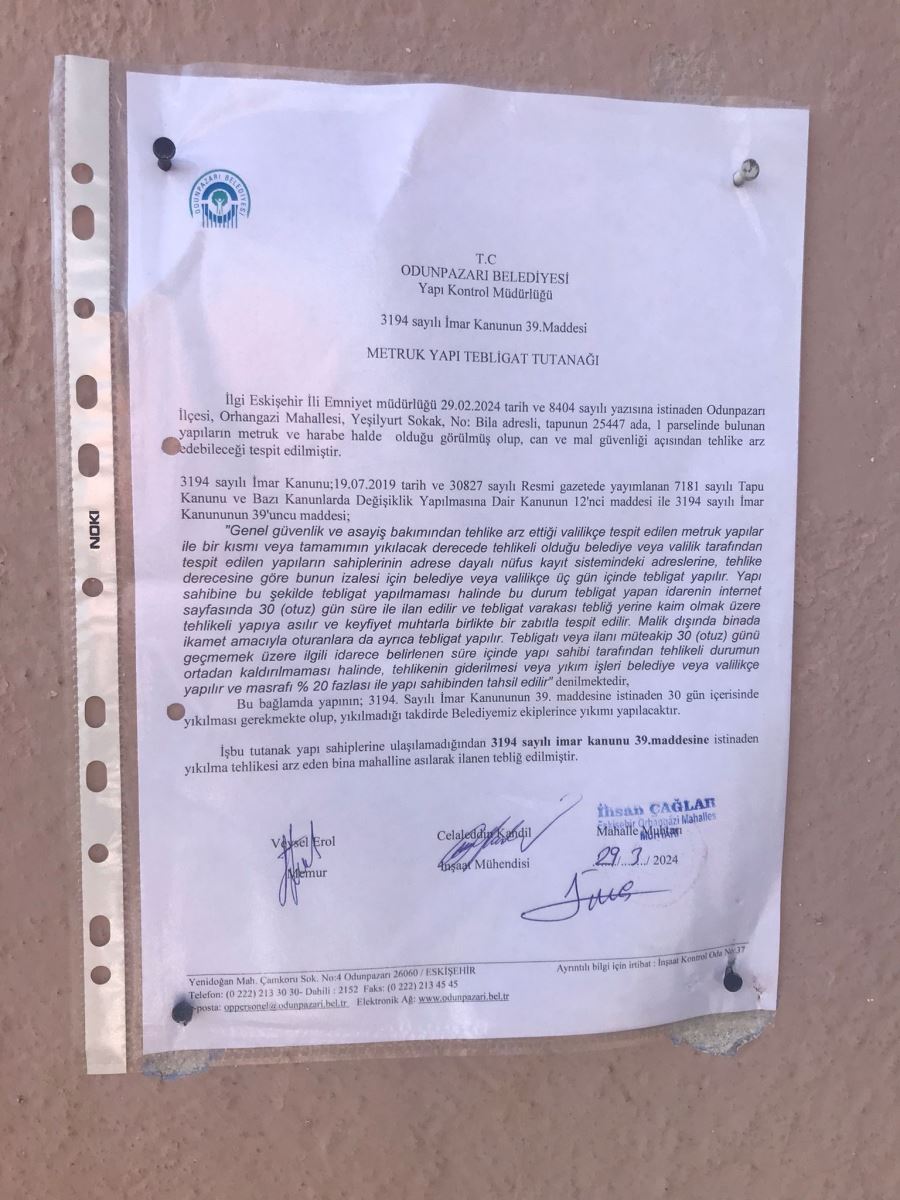 ODUNPAZARI BELEDİYESİ
T.C
ODUNPAZARI BELEDİYESİ
Yapı Kontrol Müdürlüğü
3194 sayılı İmar Kanunun 39.Maddesi
METRUK YAPI TEBLİGAT TUTANAĞI
İlgi Eskişehir İli Emniyet müdürlüğü 29.02.2024 tarih ve 8404 sayılı yazısına istinaden Odunpazarı
İlçesi, Orhangazi Mahallesi, Yeşilyurt Sokak, No: Bila adresli, tapunun 25447 ada, 1 parselinde bulunan
yapıların metruk ve harabe halde olduğu görülmüş olup, can ve mal güvenliği açısından tehlike arz
edebileceği tespit edilmiştir.
3194 sayılı İmar Kanunu;19.07.2019 tarih ve 30827 sayılı Resmi gazetede yayımlanan 7181 sayılı Tapu
Kanunu ve Bazı Kanunlarda Değişiklik Yapılmasına Dair Kanunun 12'nci maddesi ile 3194 sayılı İmar
Kanununun 39'uncu maddesi;
"Genel güvenlik ve asayiş bakımından tehlike arz ettiği valilikçe tespit edilen metruk yapılar
ile bir kısmı veya tamamımın yıkılacak derecede tehlikeli olduğu belediye veya valilik tarafından
tespit edilen yapıların sahiplerinin adrese dayalı nüfus kayıt sistemindeki adreslerine, tehlike
derecesine göre bunun izalesi için belediye veya valilikçe üç gün içinde tebligat yapılır. Yapı
sahibine bu şekilde tebligat yapılmaması halinde bu durum tebligat yapan idarenin internet
sayfasında 30 (otuz) gün süre ile ilan edilir ve tebligat varakası tebliğ yerine kaim olmak üzere
tehlikeli yapıya asılır ve keyfiyet muhtarla birlikte bir zabıtla tespit edilir. Malik dışında binada
ikamet amacıyla oturanlara da ayrıca tebligat yapılır. Tebligatı veya ilanı müteakip 30 (otuz) günü
geçmemek üzere ilgili idarece belirlenen süre içinde yapı sahibi tarafından tehlikeli durumun
ortadan kaldırılmaması halinde, tehlikenin giderilmesi veya yıkım işleri belediye veya valilikçe
yapılır ve masrafı % 20 fazlası ile yapı sahibinden tahsil edilir" denilmektedir,
Bu bağlamda yapının; 3194. Sayılı İmar Kanununun 39. maddesine istinaden 30 gün içerisinde
yıkılması gerekmekte olup, yıkılmadığı takdirde Belediyemiz ekiplerince yıkımı yapılacaktır.
İşbu tutanak yapı sahiplerine ulaşılamadığından 3194 sayılı imar kanunu 39.maddesine istinaden
yıkılma tehlikesi arz eden bina mahalline asılarak ilanen tebliğ edilmiştir.
Veysel Erol
Memur
Celaleddin Kandil
İnşaat Mühendisi
İhsan ÇAĞLAR
Eskişehir Orhangazi Mahallesi
MUHTARI
Mahalle Muhtarı
29/3/2024
Yenidoğan Mah. Çamkoru Sok. No:4 Odunpazarı 26060 / ESKİŞEHİR
Ayrıntılı bilgi için irtibat : İnşaat Kontrol Oda No:37
Telefon: (0 222) 213 30 30- Dahili : 2152 Faks: (0 222) 213 45 45
-posta: oppersonel@odunpazari.bel.tr Elektronik Ağ: www.odunpazari.bel.tr
NOKI